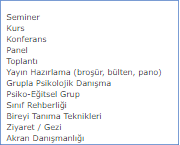 Seminer
Kurs
Konferans
Panel
Toplantı
Yayın Hazırlama (broşür, bülten, pano)
Grupla Psikolojik Danışma
Psiko-Eğitsel Grup
Sınıf Rehberliği
Bireyi Tanıma Teknikleri
Ziyaret / Gezi
Akran Danışmanlığı